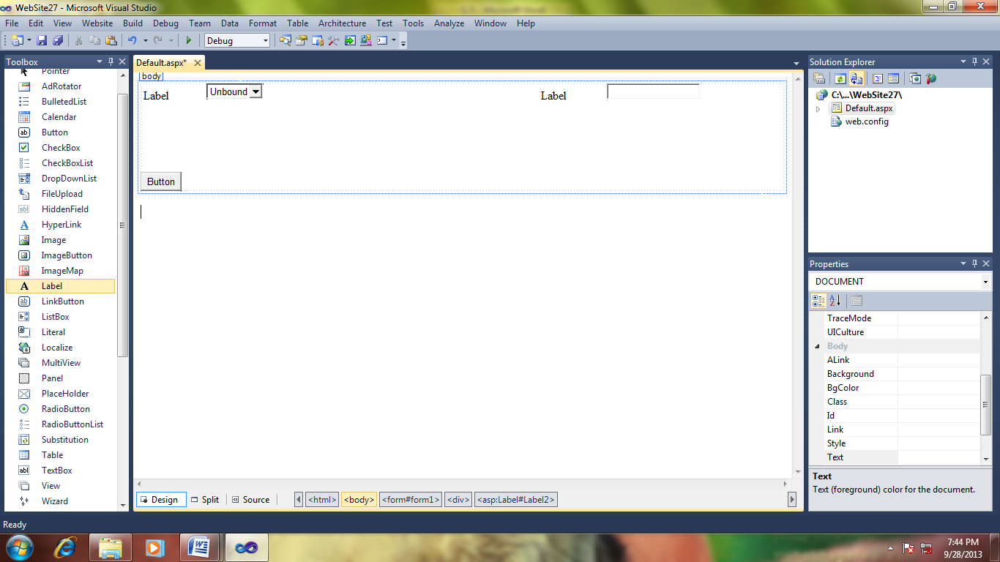 WebSite27 - Microsoft Visual Studio
File Edit View Website Build Debug Team Data Format Table Architecture Test Tools Analyze Window Help
Debug
Toolbox
Pointer
AdRotator
BulletedList
Calendar
Button
CheckBox
CheckBoxList
DropDownList
FileUpload
HiddenField
HyperLink
Image
ImageButton
ImageMap
Label
LinkButton
ListBox
Literal
Localize
MultiView
Panel
PlaceHolder
RadioButton
RadioButtonList
Substitution
Table
TextBox
View
Wizard
Default.aspx*
body
Label Unbound Label
Button
Design Split Source <html> <body> <form#form1> <div> <asp:Label#Label2>
Solution Explorer
C:\...\WebSite27\
Default.aspx
web.config
Properties
DOCUMENT
TraceMode
UICulture
Body
ALink
Background
BgColor
Class
Id
Link
Style
Text
Text
Text (foreground) color for the document.
Ready
7:44 PM
9/28/2013